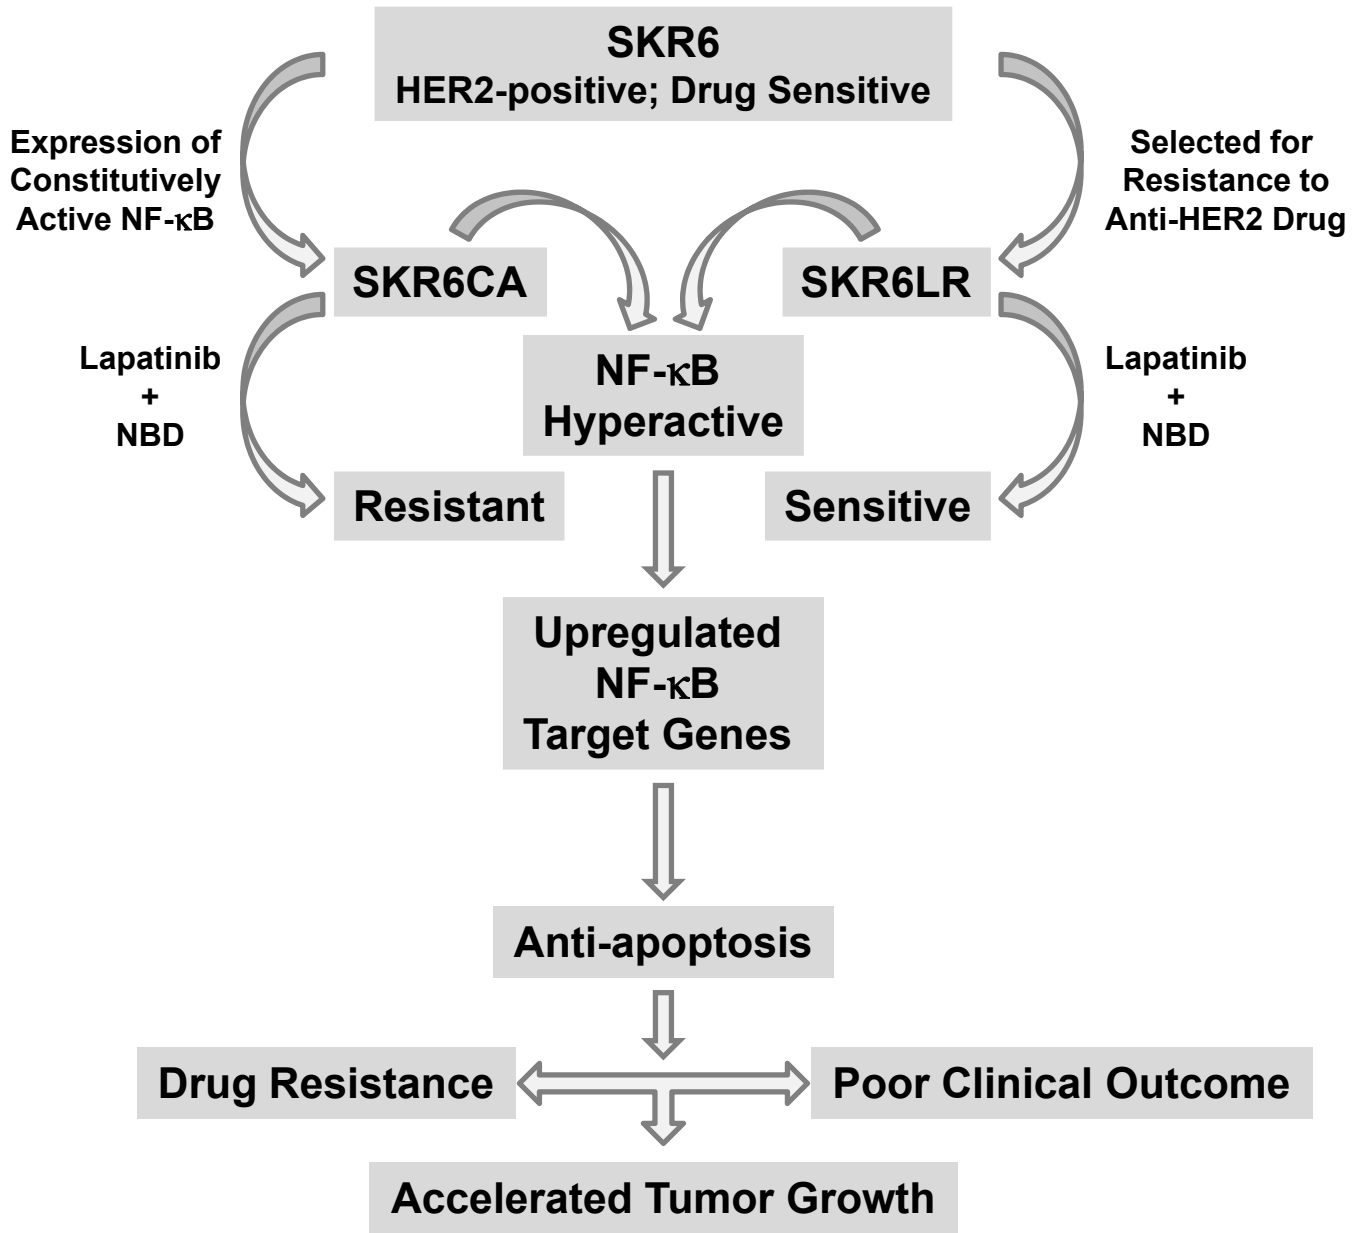 SKR6
HER2-positive; Drug Sensitive
Expression of
Constitutively
Active NF-κB
Selected for
Resistance to
Anti-HER2 Drug
SKR6CA
SKR6LR
Lapatinib
+
NBD
NF-κB
Hyperactive
Lapatinib
+
NBD
Resistant
Sensitive
Upregulated
NF-κB
Target Genes
Anti-apoptosis
Drug Resistance
Poor Clinical Outcome
Accelerated Tumor Growth